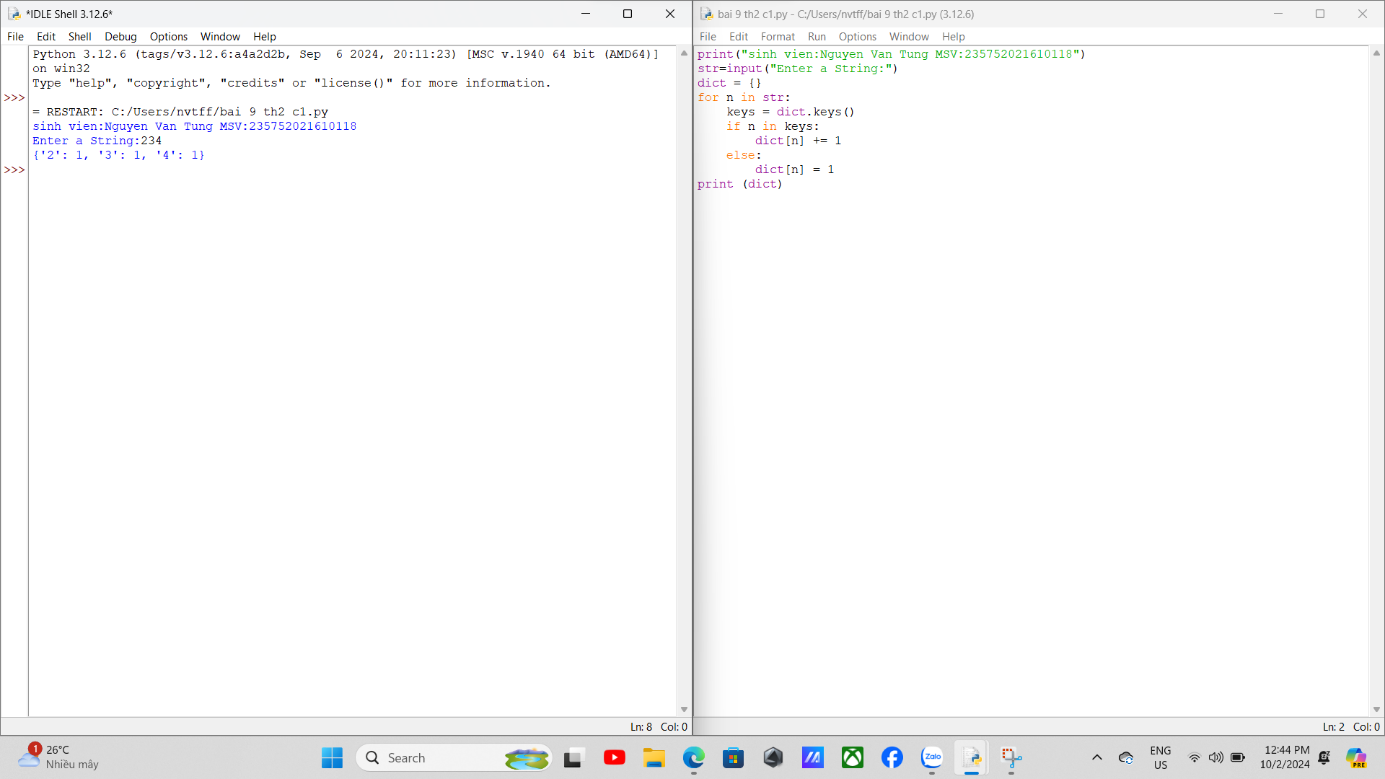 *IDLE Shell 3.12.6*
File Edit Shell Debug Options Window Help
Python 3.12.6 (tags/v3.12.6:a4a2d2b, Sep  6 2024, 20:11:23) [MSC v.1940 64 bit (AMD64)]
on win32
Type "help", "copyright", "credits" or "license()" for more information.
>>>
= RESTART: C:/Users/nvtff/bai 9 th2 c1.py
sinh vien:Nguyen Van Tung MSV:235752021610118
Enter a String:234
{'2': 1, '3': 1, '4': 1}
>>>
Ln: 8 Col: 0
bai 9 th2 c1.py - C:/Users/nvtff/bai 9 th2 c1.py (3.12.6)
File Edit Format Run Options Window Help
print("sinh vien:Nguyen Van Tung MSV:235752021610118")
str=input("Enter a String:")
dict = {}
for n in str:
    keys = dict.keys()
    if n in keys:
        dict[n] += 1
    else:
        dict[n] = 1
print (dict)
Ln: 2 Col: 0
1
26°C
Nhiều mây
Search
Zalo
ENG
US
12:44 PM
10/2/2024
PRE